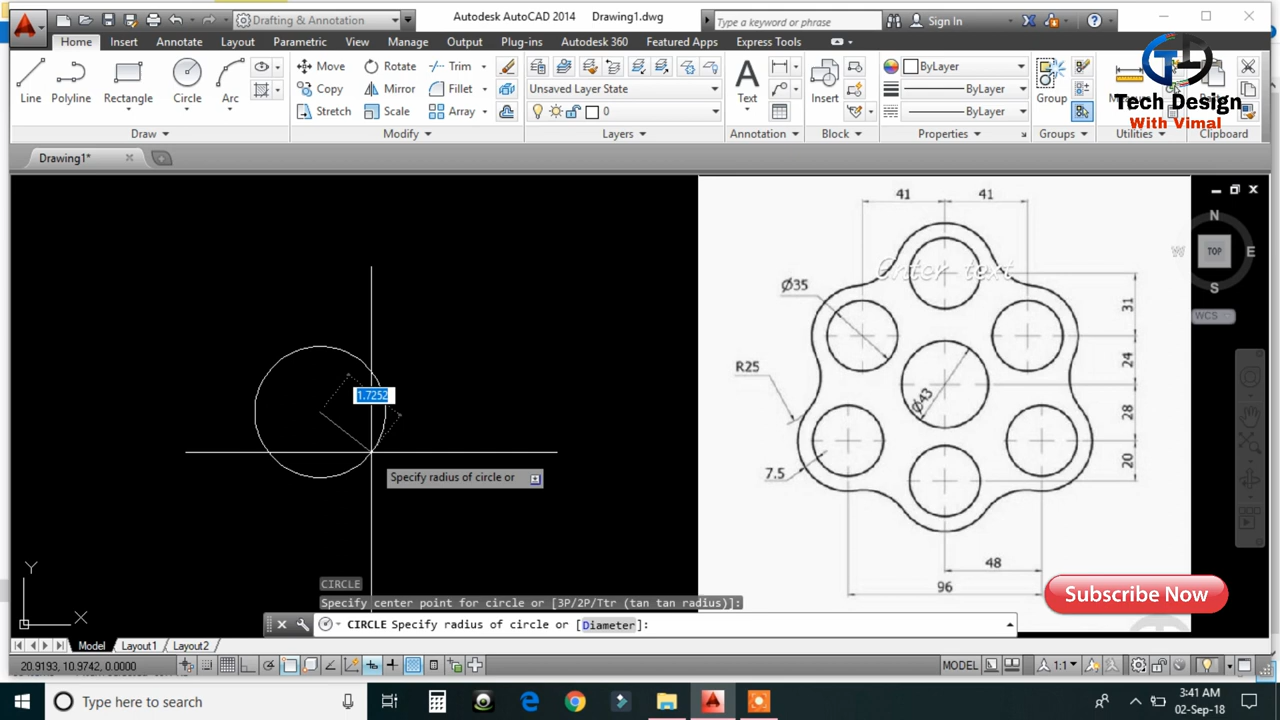 Autodesk AutoCAD 2014 Drawing1.dwg
Drafting & Annotation
Type a keyword or phrase
Sign In
Home Insert Annotate Layout Parametric View Manage Output Plug-ins Autodesk 360 Featured Apps Express Tools
Line Polyline Rectangle Circle Arc
Move Rotate Trim
Copy Mirror Fillet
Stretch Scale Array
Unsaved Layer State
0
Text Insert
ByLayer
ByLayer
ByLayer
Group
Draw Modify Layers Annotation Block Properties Groups Utilities Clipboard
Tech Design
With Vimal
Drawing1*
41 41
Enter text
Ø35
R25
Ø43
7.5
31
24
28
20
48
96
N
W TOP E
S
WCS
1.7252
Specify radius of circle or
Y
X
CIRCLE
Specify center point for circle or [3P/2P/Ttr (tan tan radius)]:
CIRCLE Specify radius of circle or [Diameter]:
Subscribe Now
Model Layout1 Layout2
20.9193, 10.9742, 0.0000
MODEL 1:1
Type here to search
3:41 AM
02-Sep-18